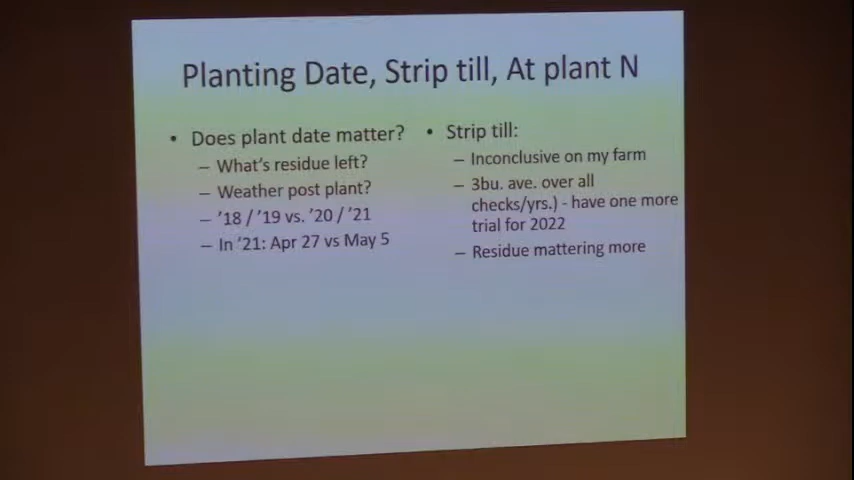 Planting Date, Strip till, At plant N
• Does plant date matter?
– What's residue left?
– Weather post plant?
– '18 / '19 vs. '20 / '21
– In '21: Apr 27 vs May 5
• Strip till:
– Inconclusive on my farm
– 3bu. ave. over all
checks/yrs.) - have one more
trial for 2022
– Residue mattering more